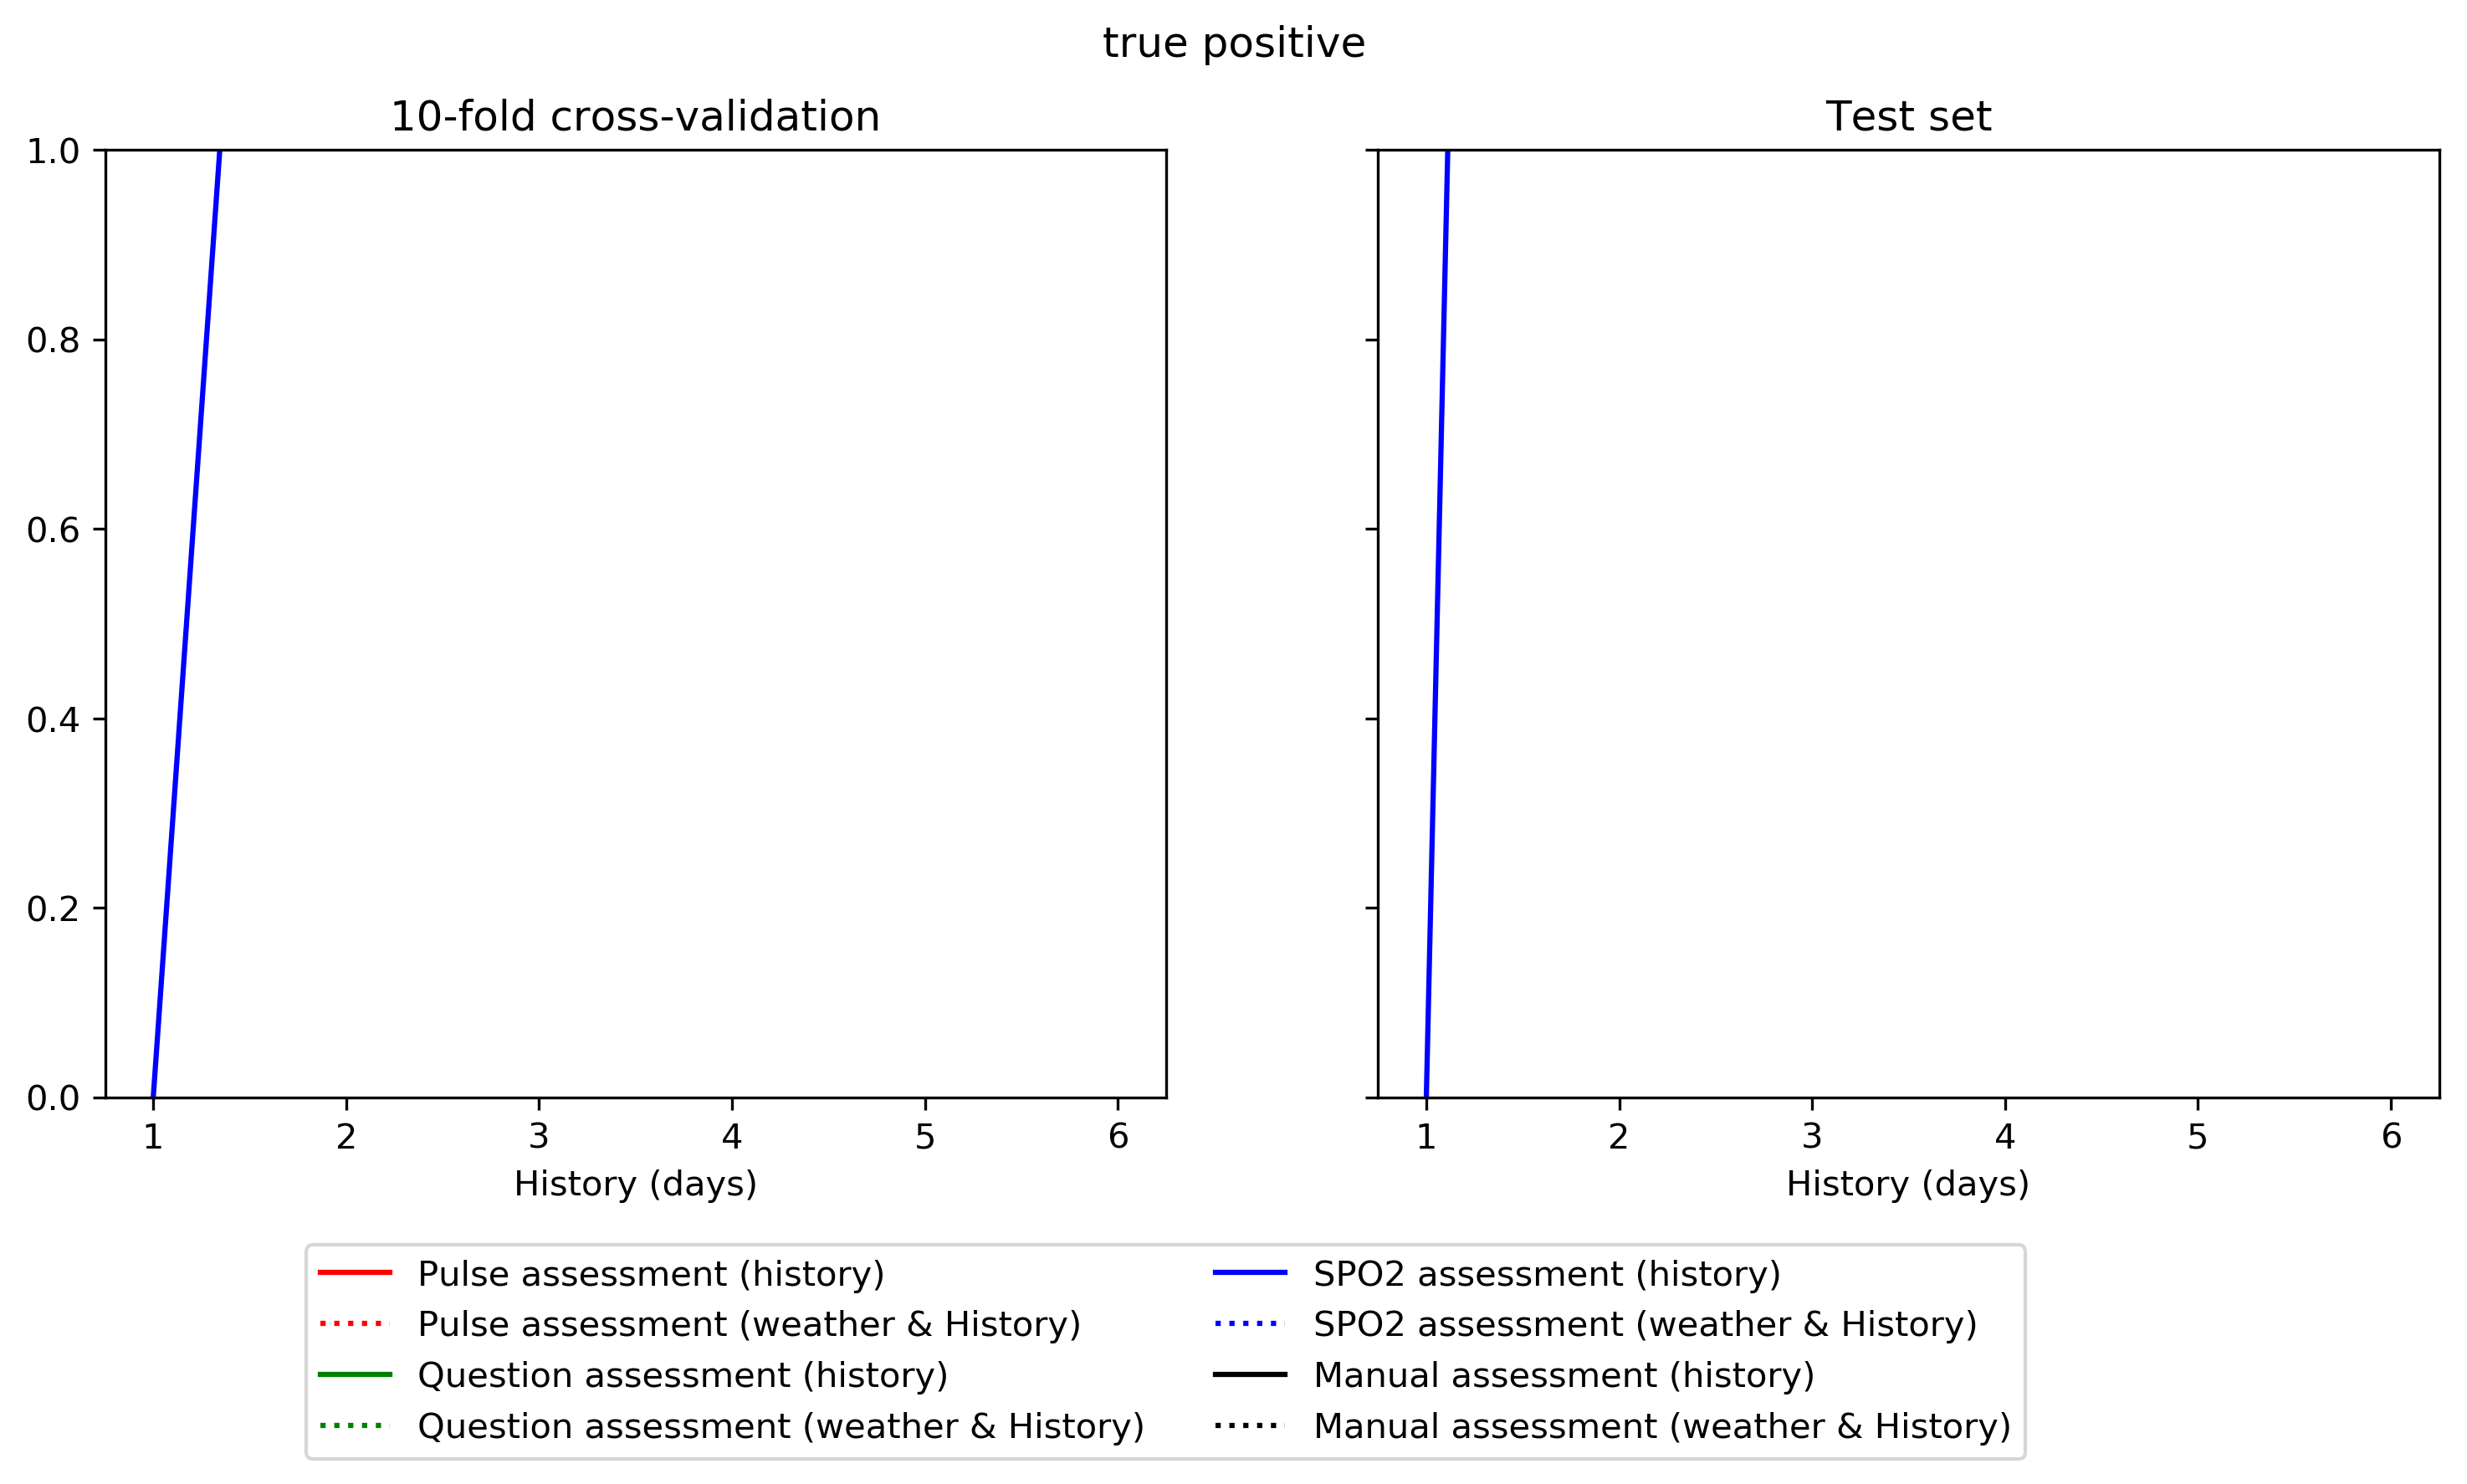 true positive
10-fold cross-validation
1.0
0.8
0.6
0.4
0.2
0.0
1 2 3 4 5 6
History (days)
Test set
1 2 3 4 5 6
History (days)
Pulse assessment (history)
Pulse assessment (weather & History)
Question assessment (history)
Question assessment (weather & History)
SPO2 assessment (history)
SPO2 assessment (weather & History)
Manual assessment (history)
Manual assessment (weather & History)